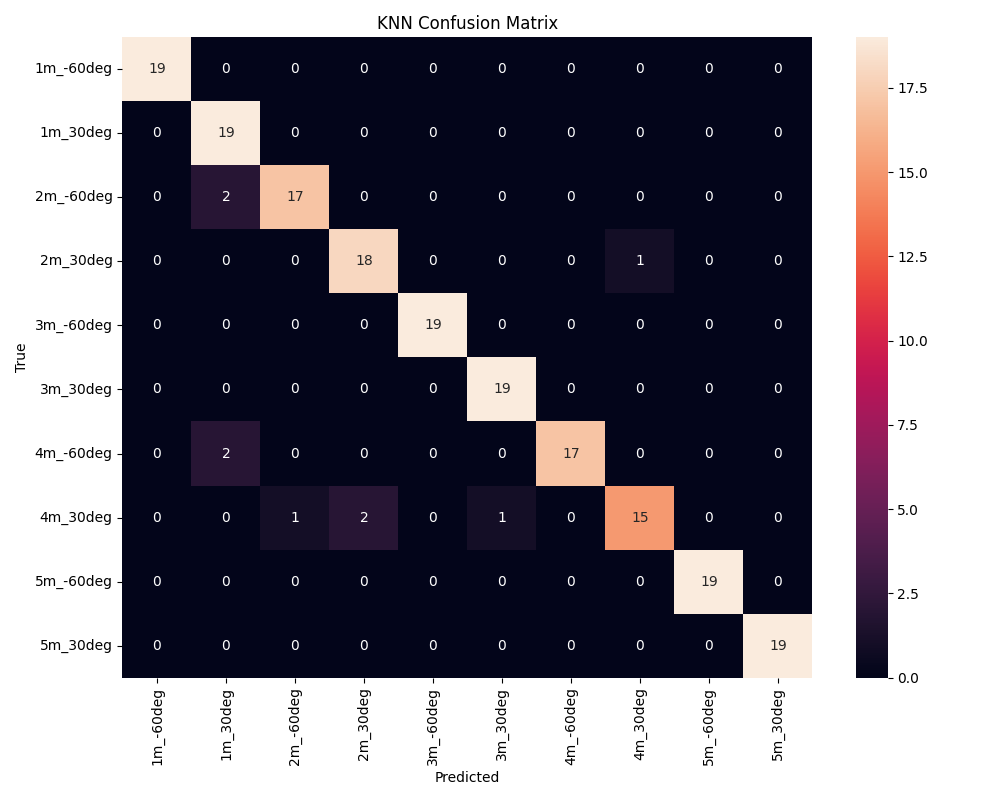 KNN Confusion Matrix
True
1m_-60deg 19 0 0 0 0 0 0 0 0 0
1m_30deg 0 19 0 0 0 0 0 0 0 0
2m_-60deg 0 2 17 0 0 0 0 0 0 0
2m_30deg 0 0 0 18 0 0 0 1 0 0
3m_-60deg 0 0 0 0 19 0 0 0 0 0
3m_30deg 0 0 0 0 0 19 0 0 0 0
4m_-60deg 0 2 0 0 0 0 17 0 0 0
4m_30deg 0 0 1 2 0 1 0 15 0 0
5m_-60deg 0 0 0 0 0 0 0 0 19 0
5m_30deg 0 0 0 0 0 0 0 0 0 19
1m_-60deg 1m_30deg 2m_-60deg 2m_30deg 3m_-60deg 3m_30deg 4m_-60deg 4m_30deg 5m_-60deg 5m_30deg
Predicted
17.5
15.0
12.5
10.0
7.5
5.0
2.5
0.0